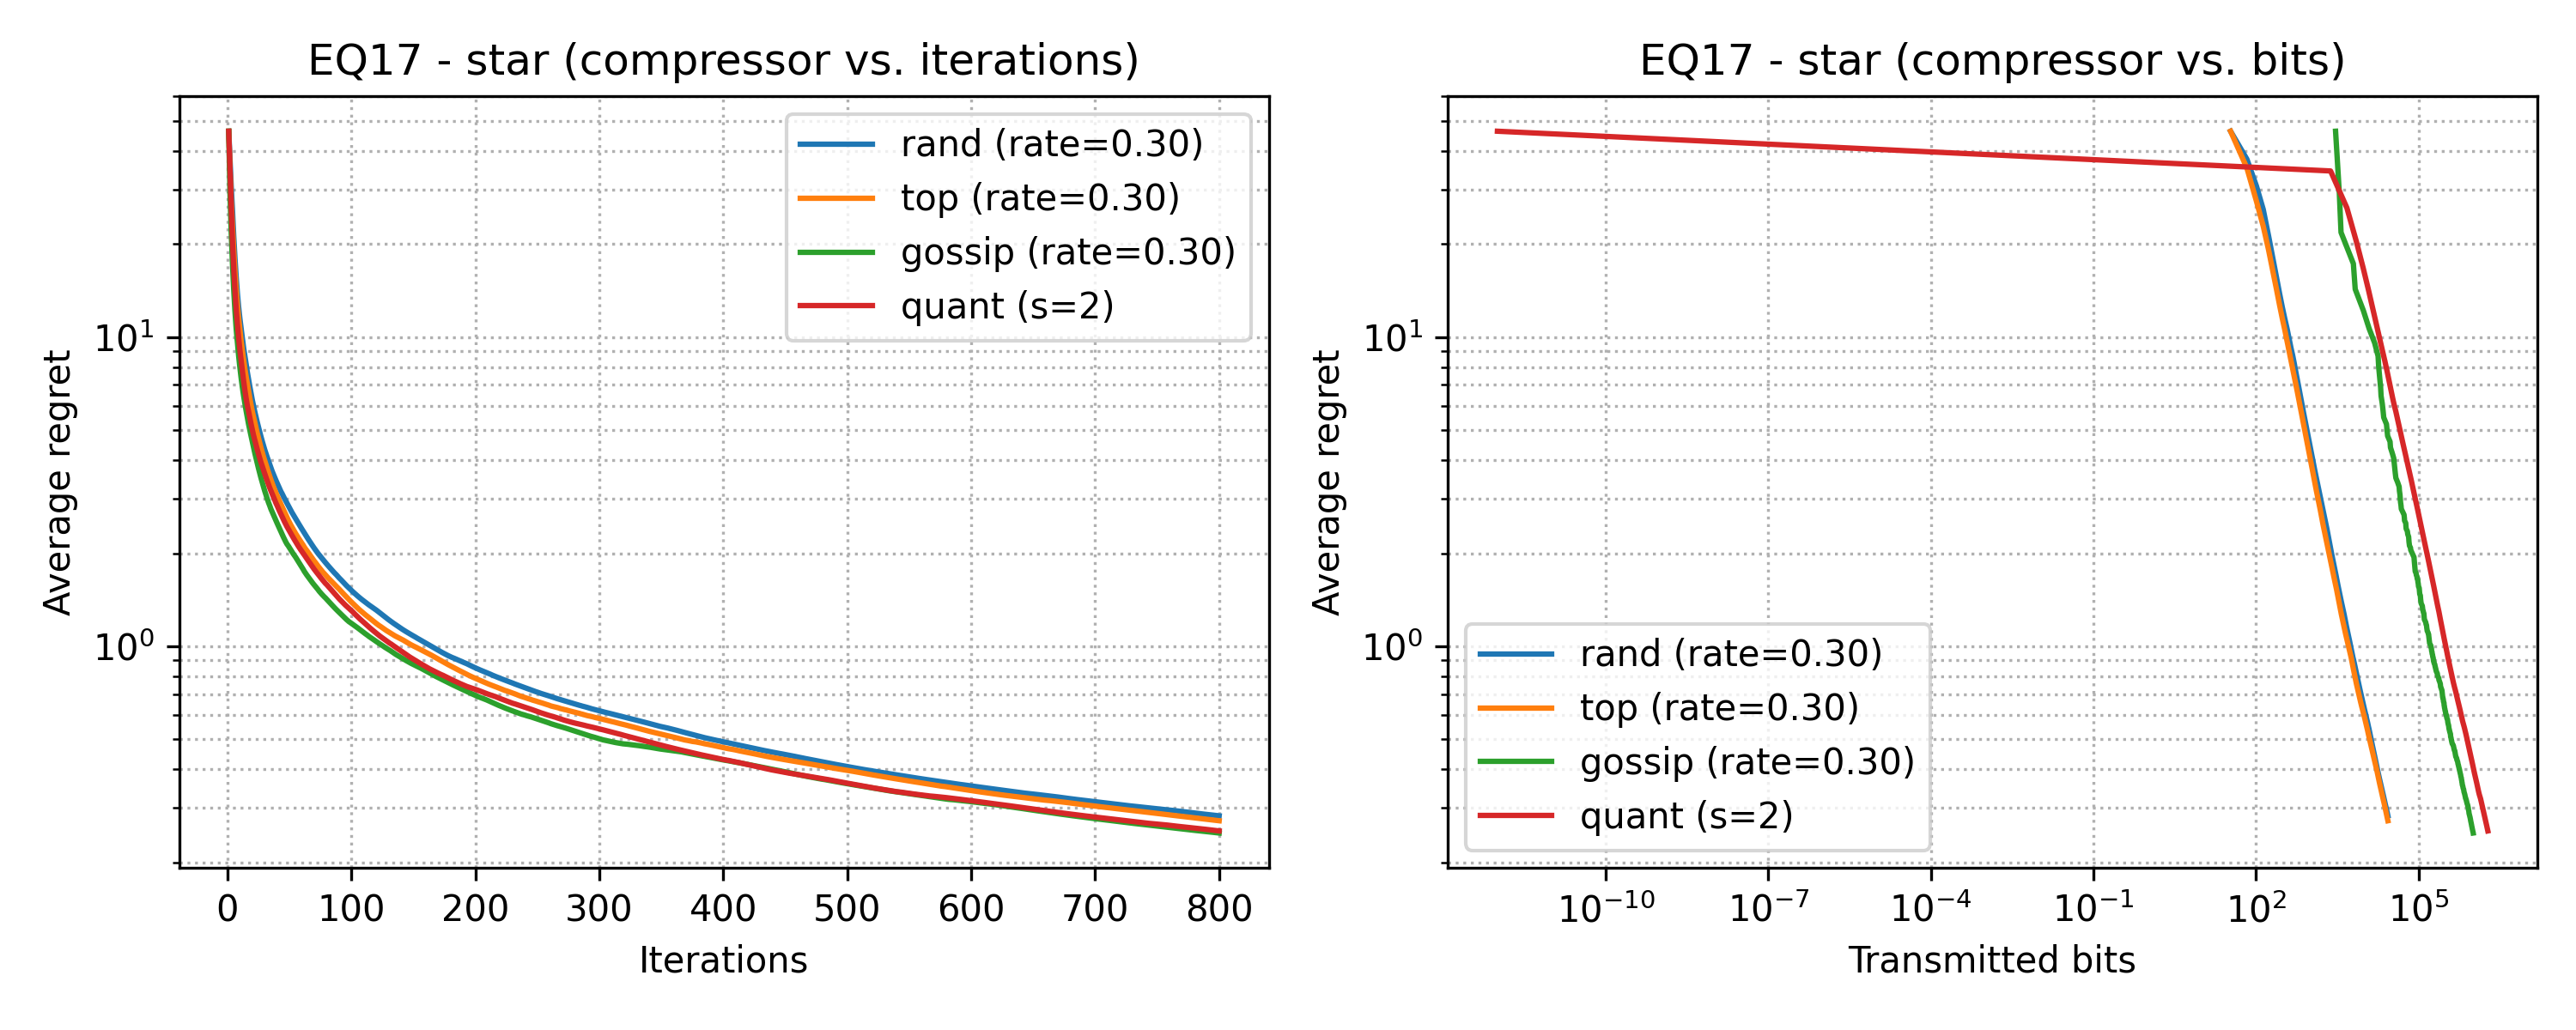 EQ17 - star (compressor vs. iterations)
Average regret
10¹
10⁰
rand (rate=0.30)
top (rate=0.30)
gossip (rate=0.30)
quant (s=2)
0 100 200 300 400 500 600 700 800
Iterations
EQ17 - star (compressor vs. bits)
Average regret
10¹
10⁰
rand (rate=0.30)
top (rate=0.30)
gossip (rate=0.30)
quant (s=2)
10⁻¹⁰ 10⁻⁷ 10⁻⁴ 10⁻¹ 10² 10⁵
Transmitted bits